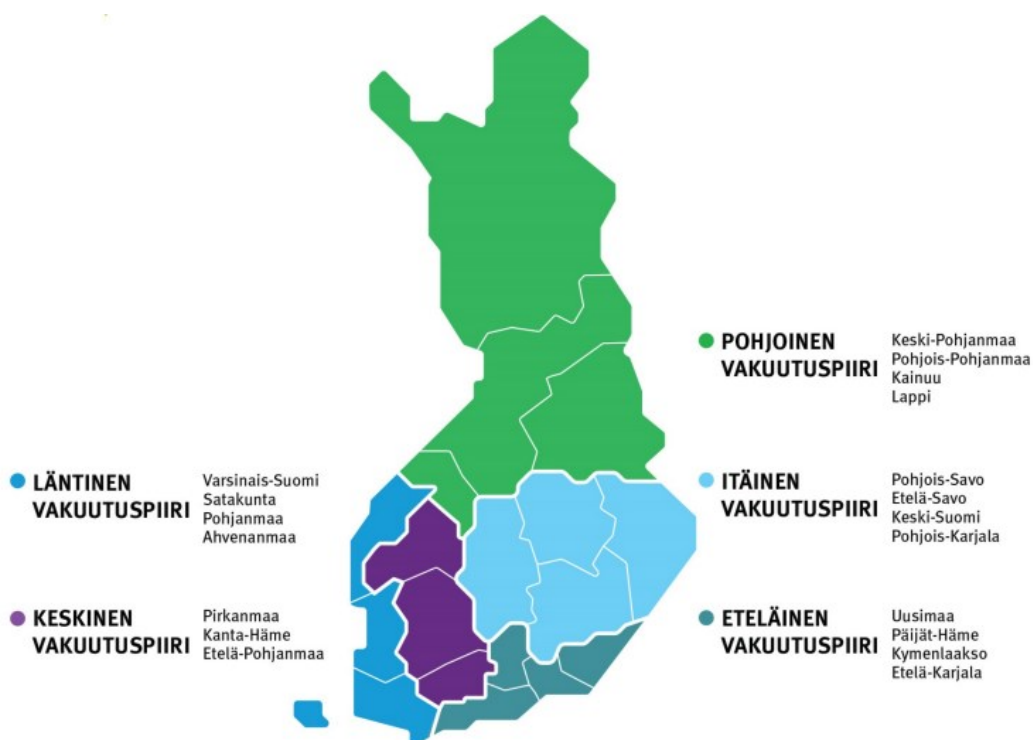 POHJOINEN
VAKUUTUSPIIRI
Keski-Pohjanmaa
Pohjois-Pohjanmaa
Kainuu
Lappi
LÄNTINEN
VAKUUTUSPIIRI
Varsinais-Suomi
Satakunta
Pohjanmaa
Ahvenanmaa
ITÄINEN
VAKUUTUSPIIRI
Pohjois-Savo
Etelä-Savo
Keski-Suomi
Pohjois-Karjala
KESKINEN
VAKUUTUSPIIRI
Pirkanmaa
Kanta-Häme
Etelä-Pohjanmaa
ETELÄINEN
VAKUUTUSPIIRI
Uusimaa
Päijät-Häme
Kymenlaakso
Etelä-Karjala